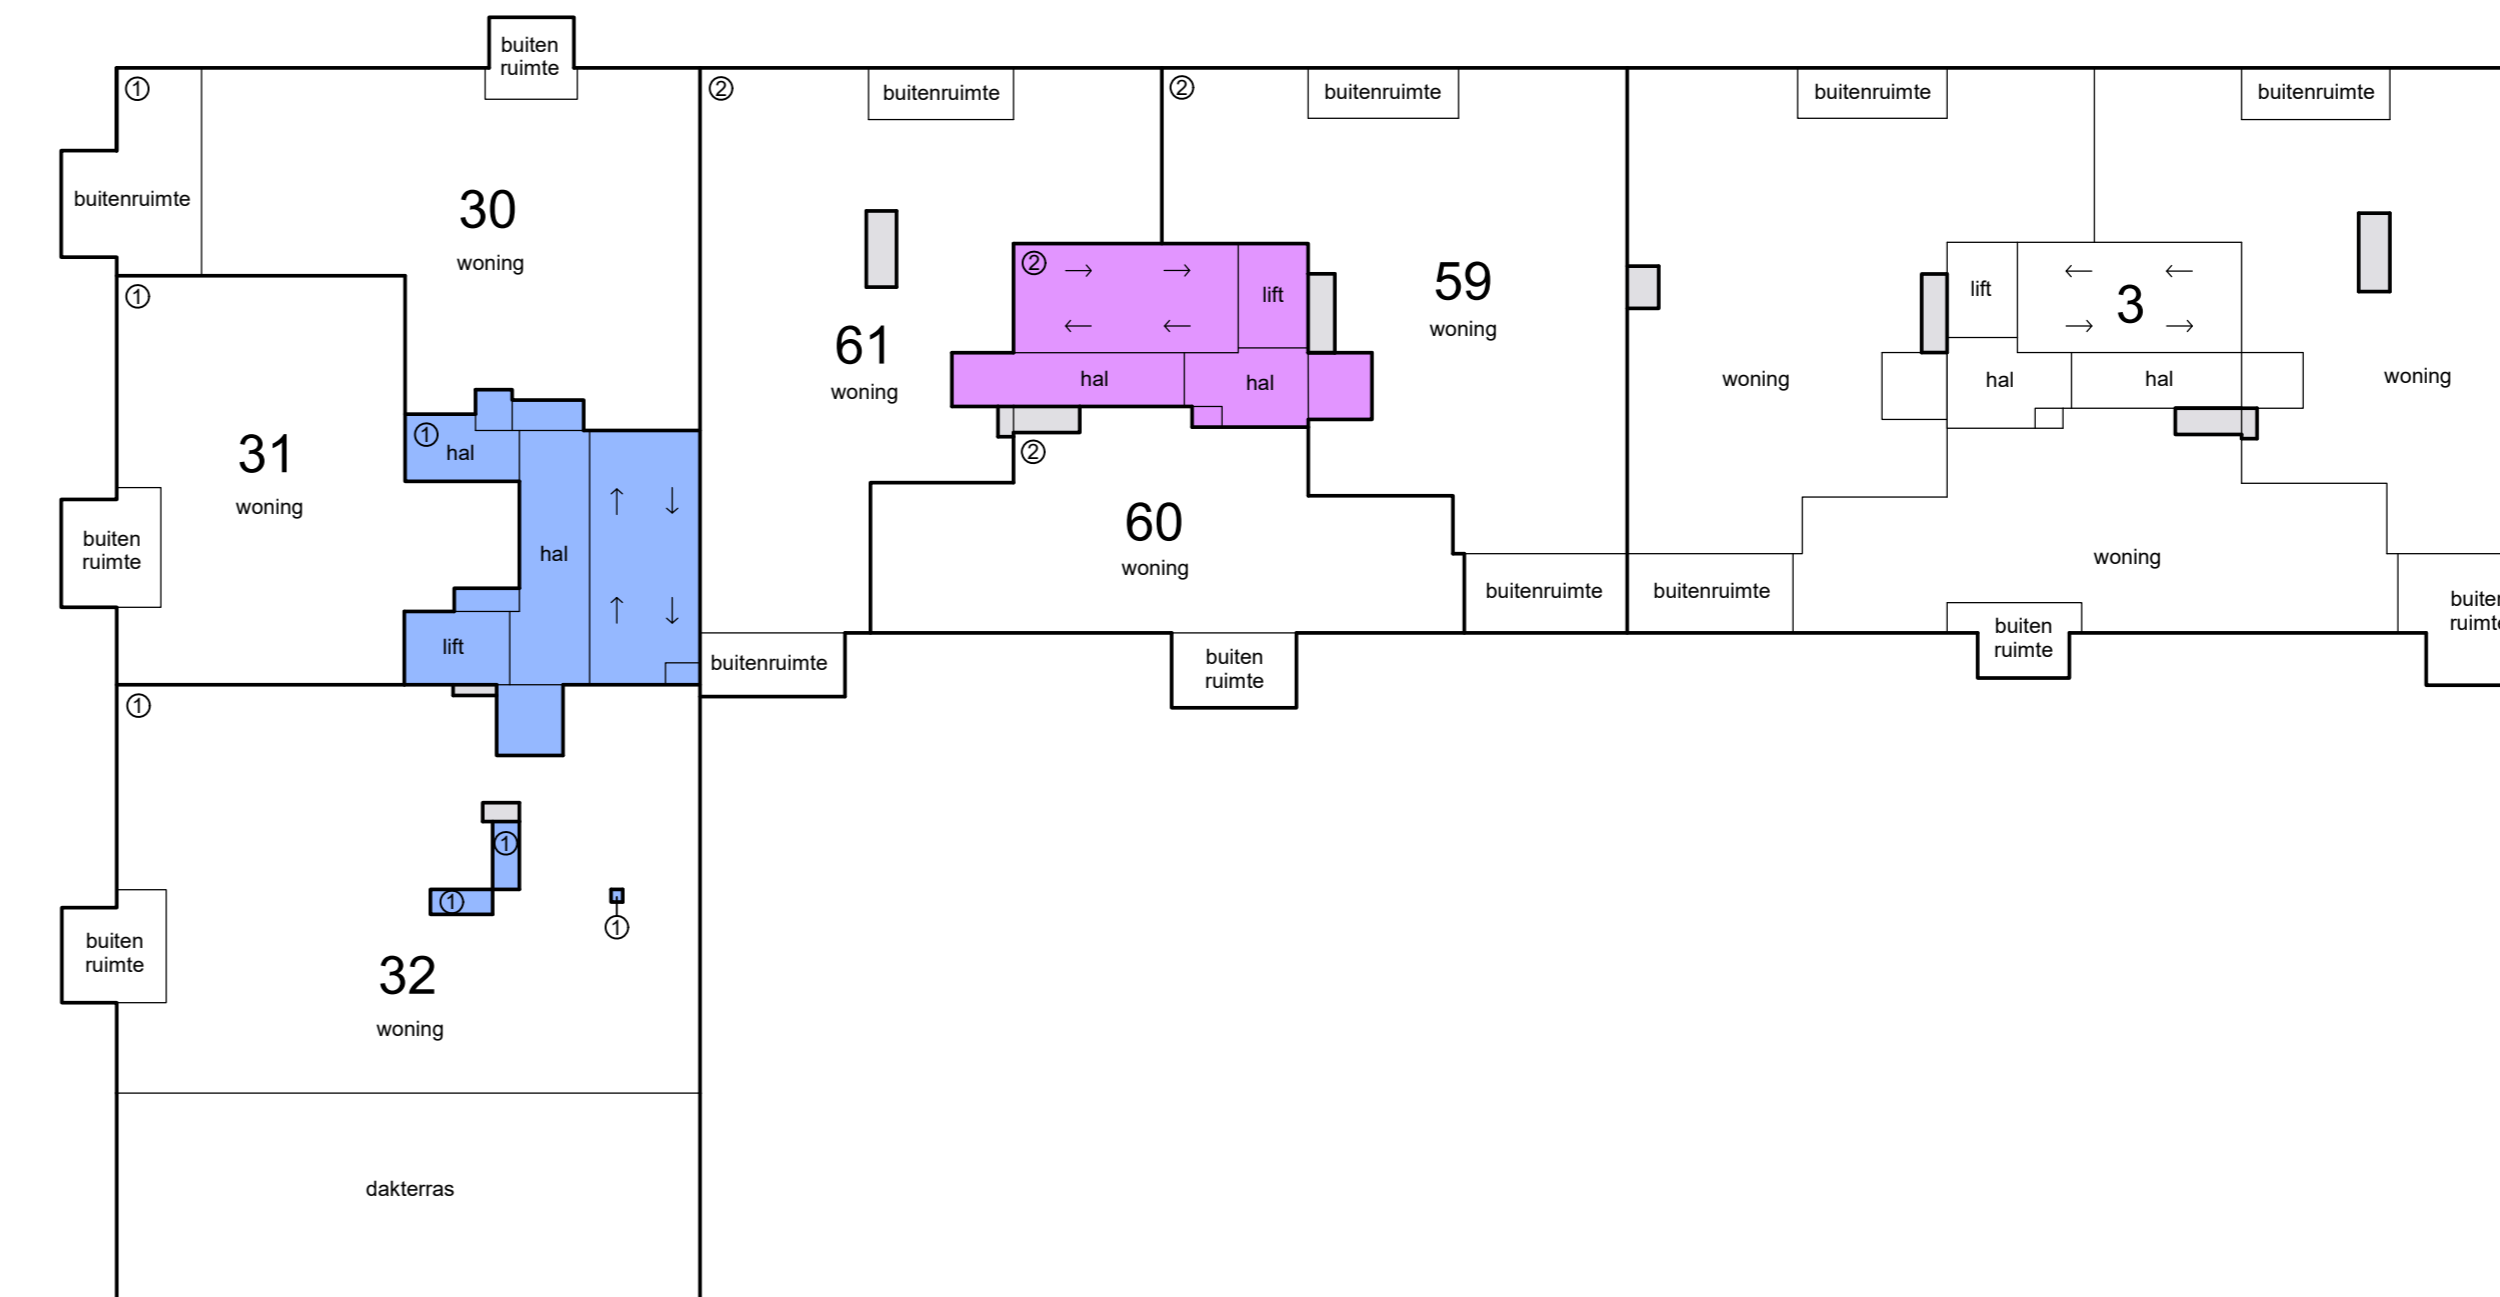 buiten
ruimte
①
buitenruimte
30
woning
②
buitenruimte
②
buitenruimte
buitenruimte
buitenruimte
①
31
woning
buiten
ruimte
①
hal
hal
lift
61
woning
②
lift
hal
hal
59
woning
②
60
woning
buitenruimte
buiten
ruimte
buitenruimte
woning
lift
3
hal
hal
woning
buitenruimte
woning
buiten
ruimte
①
①
①
①
buiten
ruimte
32
woning
dakterras